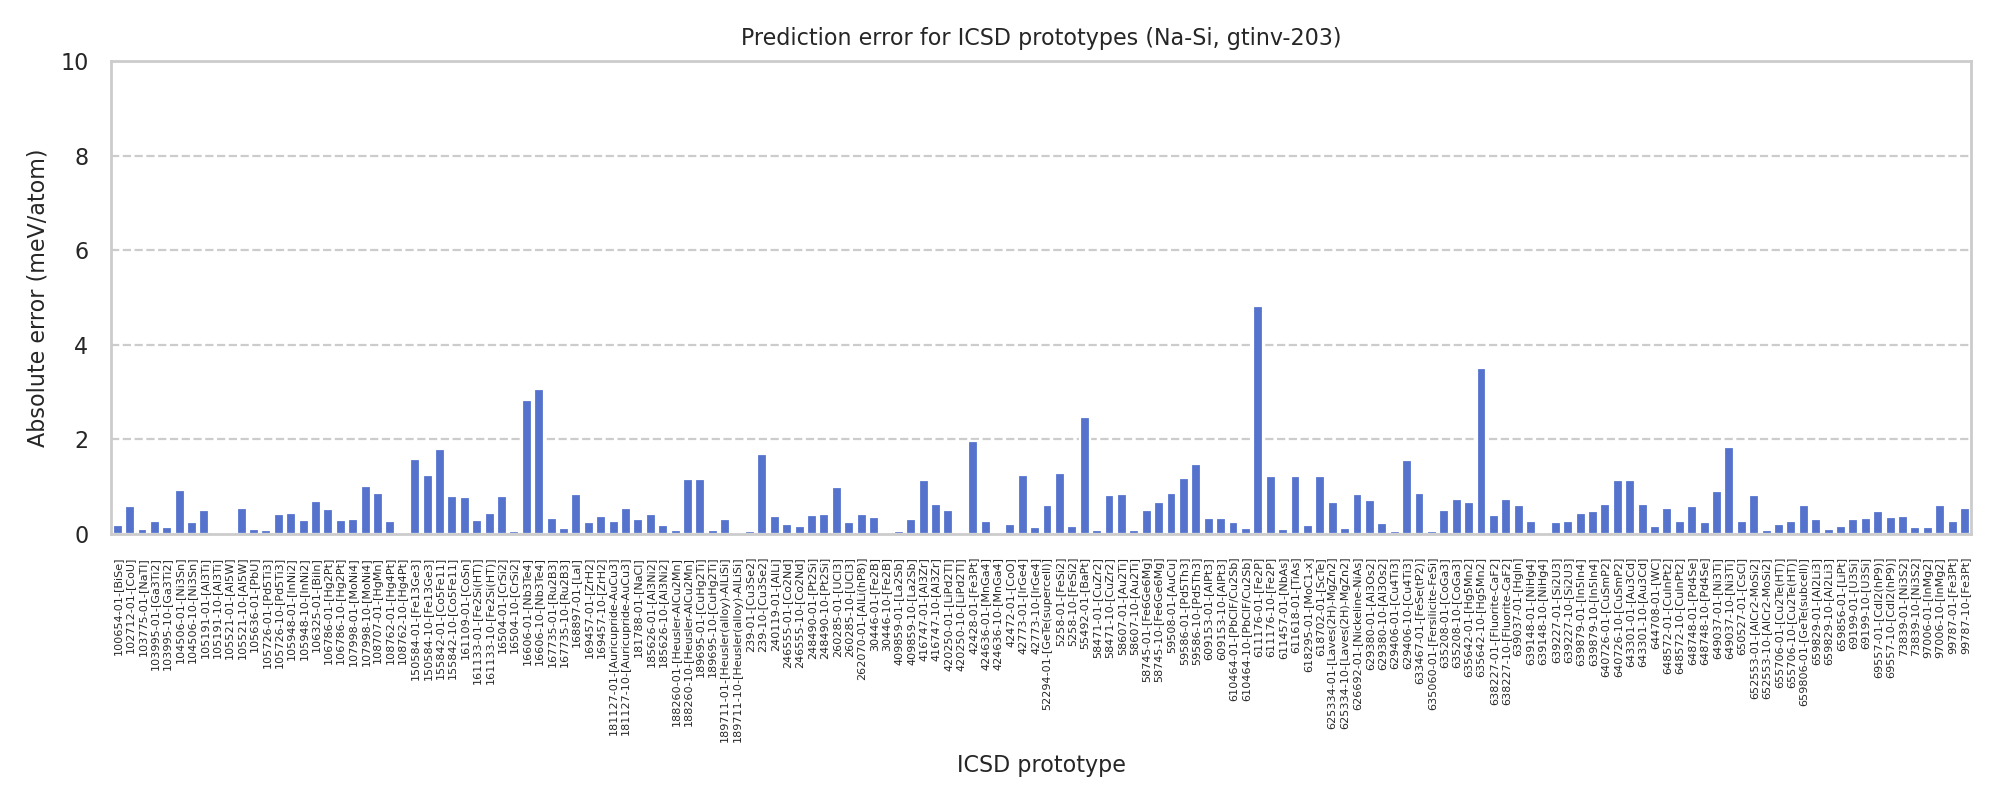 Prediction error for ICSD prototypes (Na-Si, gtinv-203)
Absolute error (meV/atom)
10
8
6
4
2
0
100654-01-[BiSe]
102712-01-[CoU]
103775-01-[NaTl]
103995-01-[Ga3Ti2]
103995-10-[Ga3Ti2]
104506-01-[Ni3Sn]
104506-10-[Ni3Sn]
105191-01-[Al3Ti]
105191-10-[Al3Ti]
105521-01-[Al5W]
105521-10-[Al5W]
105636-01-[PbU]
105726-01-[Pd5Ti3]
105726-10-[Pd5Ti3]
105948-01-[InNi2]
105948-10-[InNi2]
106325-01-[BiIn]
106786-01-[Hg2Pt]
106786-10-[Hg2Pt]
107998-01-[MoNi4]
107998-10-[MoNi4]
108707-01-[HgMn]
108762-01-[Hg4Pt]
108762-10-[Hg4Pt]
150584-01-[Fe13Ge3]
150584-10-[Fe13Ge3]
155842-01-[Co5Fe11]
155842-10-[Co5Fe11]
161109-01-[CoSn]
161133-01-[Fe2Si(HT)]
161133-10-[Fe2Si(HT)]
16504-01-[CrSi2]
16504-10-[CrSi2]
16606-01-[Nb3Te4]
16606-10-[Nb3Te4]
167735-01-[Ru2B3]
167735-10-[Ru2B3]
168897-01-[LaI]
169457-01-[ZrH2]
169457-10-[ZrH2]
181127-01-[Auricupride-AuCu3]
181127-10-[Auricupride-AuCu3]
181788-01-[NaCl]
185626-01-[Al3Ni2]
185626-10-[Al3Ni2]
188260-01-[Heusler-AlCu2Mn]
188260-10-[Heusler-AlCu2Mn]
189695-01-[CuHg2Ti]
189695-10-[CuHg2Ti]
189711-01-[Heusler(alloy)-AlLiSi]
189711-10-[Heusler(alloy)-AlLiSi]
239-01-[Cu3Se2]
239-10-[Cu3Se2]
240119-01-[AlLi]
246555-01-[Co2Nd]
246555-10-[Co2Nd]
248490-01-[Pt2Si]
248490-10-[Pt2Si]
260285-01-[UCl3]
260285-10-[UCl3]
262070-01-[AlLi(hP8)]
30446-01-[Fe2B]
30446-10-[Fe2B]
409859-01-[La2Sb]
409859-10-[La2Sb]
416747-01-[Al3Zr]
416747-10-[Al3Zr]
420250-01-[LiPd2Tl]
420250-10-[LiPd2Tl]
42428-01-[Fe3Pt]
424636-01-[MnGa4]
424636-10-[MnGa4]
42472-01-[CoO]
42773-01-[IrGe4]
42773-10-[IrGe4]
52294-01-[GeTe(supercell)]
5258-01-[FeSi2]
5258-10-[FeSi2]
55492-01-[BaPt]
58471-01-[CuZr2]
58471-10-[CuZr2]
58607-01-[Au2Ti]
58607-10-[Au2Ti]
58745-01-[Fe6Ge6Mg]
58745-10-[Fe6Ge6Mg]
59508-01-[AuCu]
59586-01-[Pd5Th3]
59586-10-[Pd5Th3]
609153-01-[AlPt3]
609153-10-[AlPt3]
610464-01-[PbClF/Cu2Sb]
610464-10-[PbClF/Cu2Sb]
611176-01-[Fe2P]
611176-10-[Fe2P]
611457-01-[NbAs]
611618-01-[TiAs]
618295-01-[MoC1-x]
618702-01-[ScTe]
625334-01-[Laves(2H)-MgZn2]
625334-10-[Laves(2H)-MgZn2]
626692-01-[Nickeline-NiAs]
629380-01-[Al3Os2]
629380-10-[Al3Os2]
629406-01-[Cu4Ti3]
629406-10-[Cu4Ti3]
633467-01-[FeSe(tP2)]
635060-01-[Fersilicite-FeSi]
635208-01-[CoGa3]
635208-10-[CoGa3]
635642-01-[Hg5Mn2]
635642-10-[Hg5Mn2]
638227-01-[Fluorite-CaF2]
638227-10-[Fluorite-CaF2]
639037-01-[HgIn]
639148-01-[NiHg4]
639148-10-[NiHg4]
639227-01-[Si2U3]
639227-10-[Si2U3]
639879-01-[In5In4]
639879-10-[In5In4]
640726-01-[CuSmP2]
640726-10-[CuSmP2]
643301-01-[Au3Cd]
643301-10-[Au3Cd]
644708-01-[WC]
648572-01-[CuInPt2]
648572-10-[CuInPt2]
648748-01-[Pd4Se]
648748-10-[Pd4Se]
649037-01-[Ni3Ti]
649037-10-[Ni3Ti]
650527-01-[CsCl]
652553-01-[AlCr2-MoSi2]
652553-10-[AlCr2-MoSi2]
655706-01-[Cu2Te(HT)]
655706-10-[Cu2Te(HT)]
659806-01-[GeTe(subcell)]
659829-01-[Al2Li3]
659829-10-[Al2Li3]
659856-01-[LiPt]
69199-01-[U3Si]
69199-10-[U3Si]
69557-01-[CdI2(hP9)]
69557-10-[CdI2(hP9)]
73839-01-[Ni3S2]
73839-10-[Ni3S2]
97006-01-[InMg2]
97006-10-[InMg2]
99787-01-[Fe3Pt]
99787-10-[Fe3Pt]
ICSD prototype